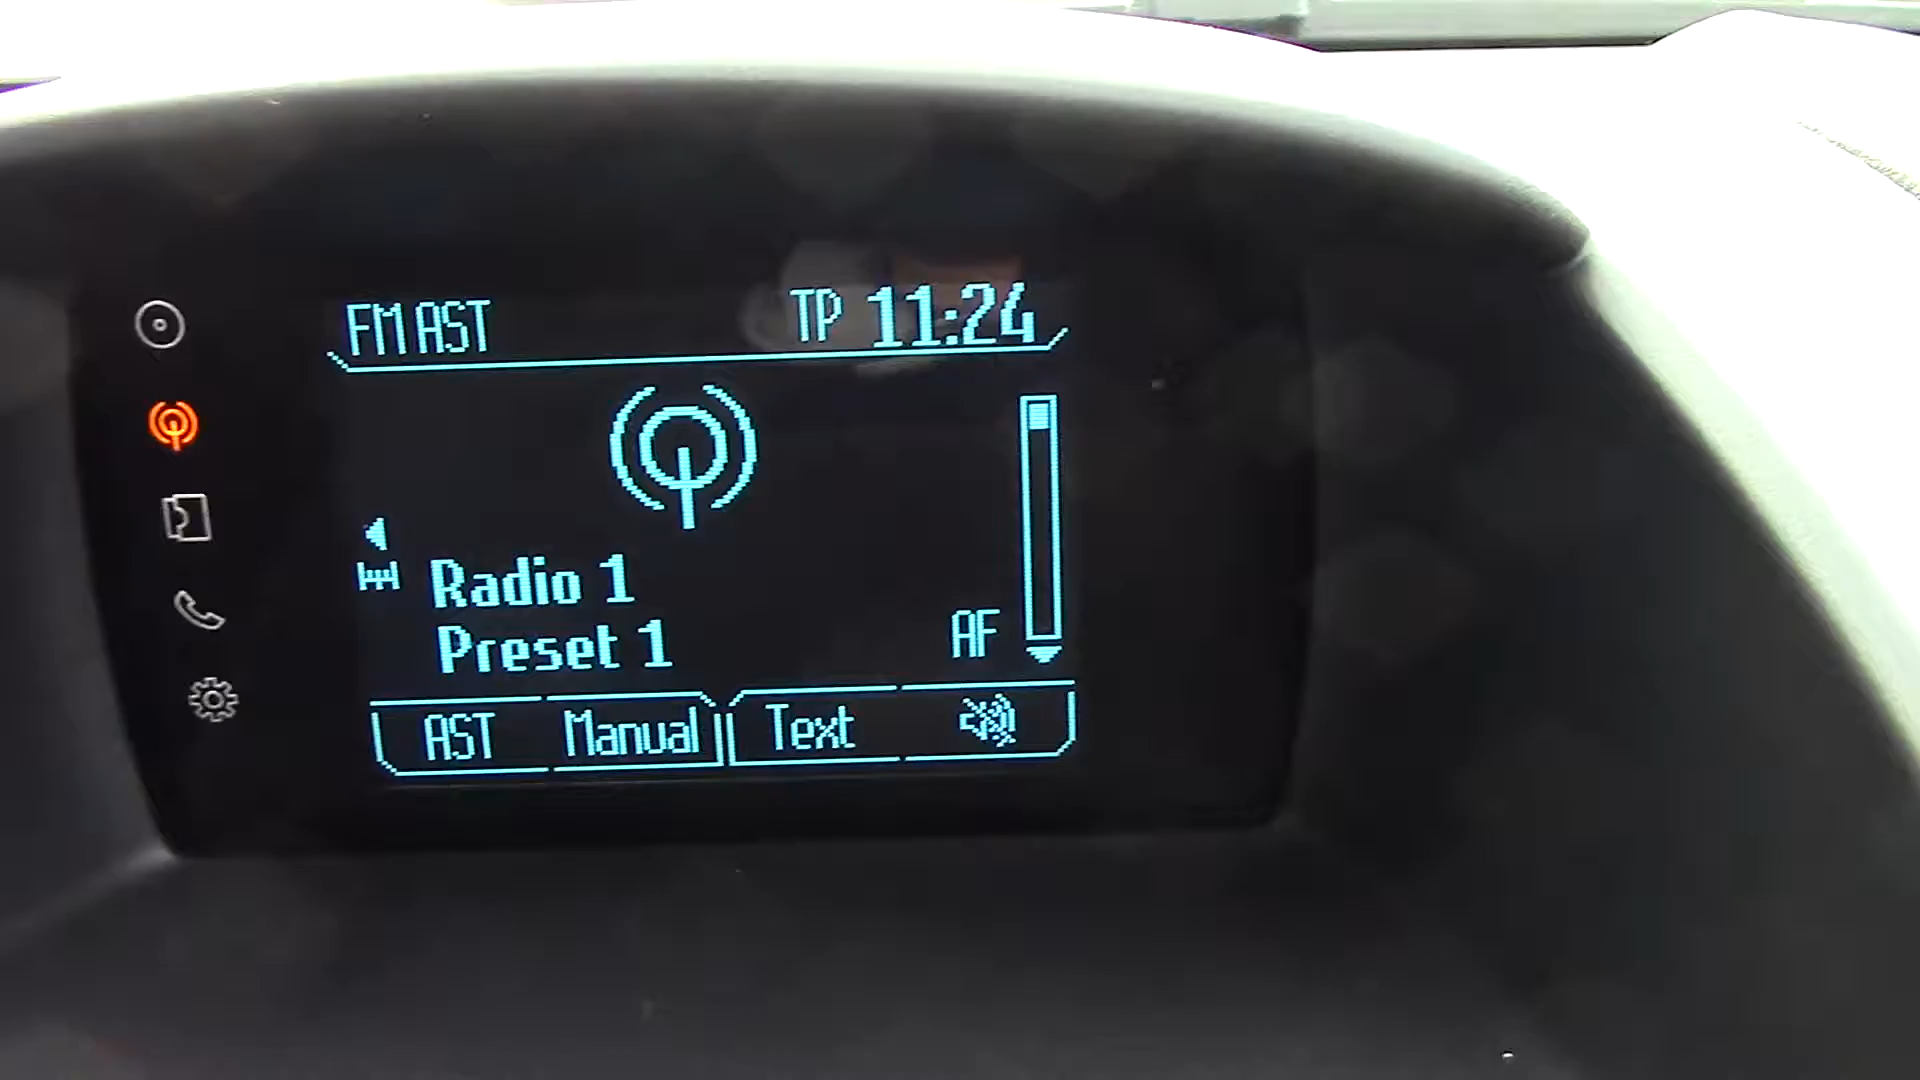 FM AST TP 11:24
Radio 1
Preset 1 AF
AST Manual Text